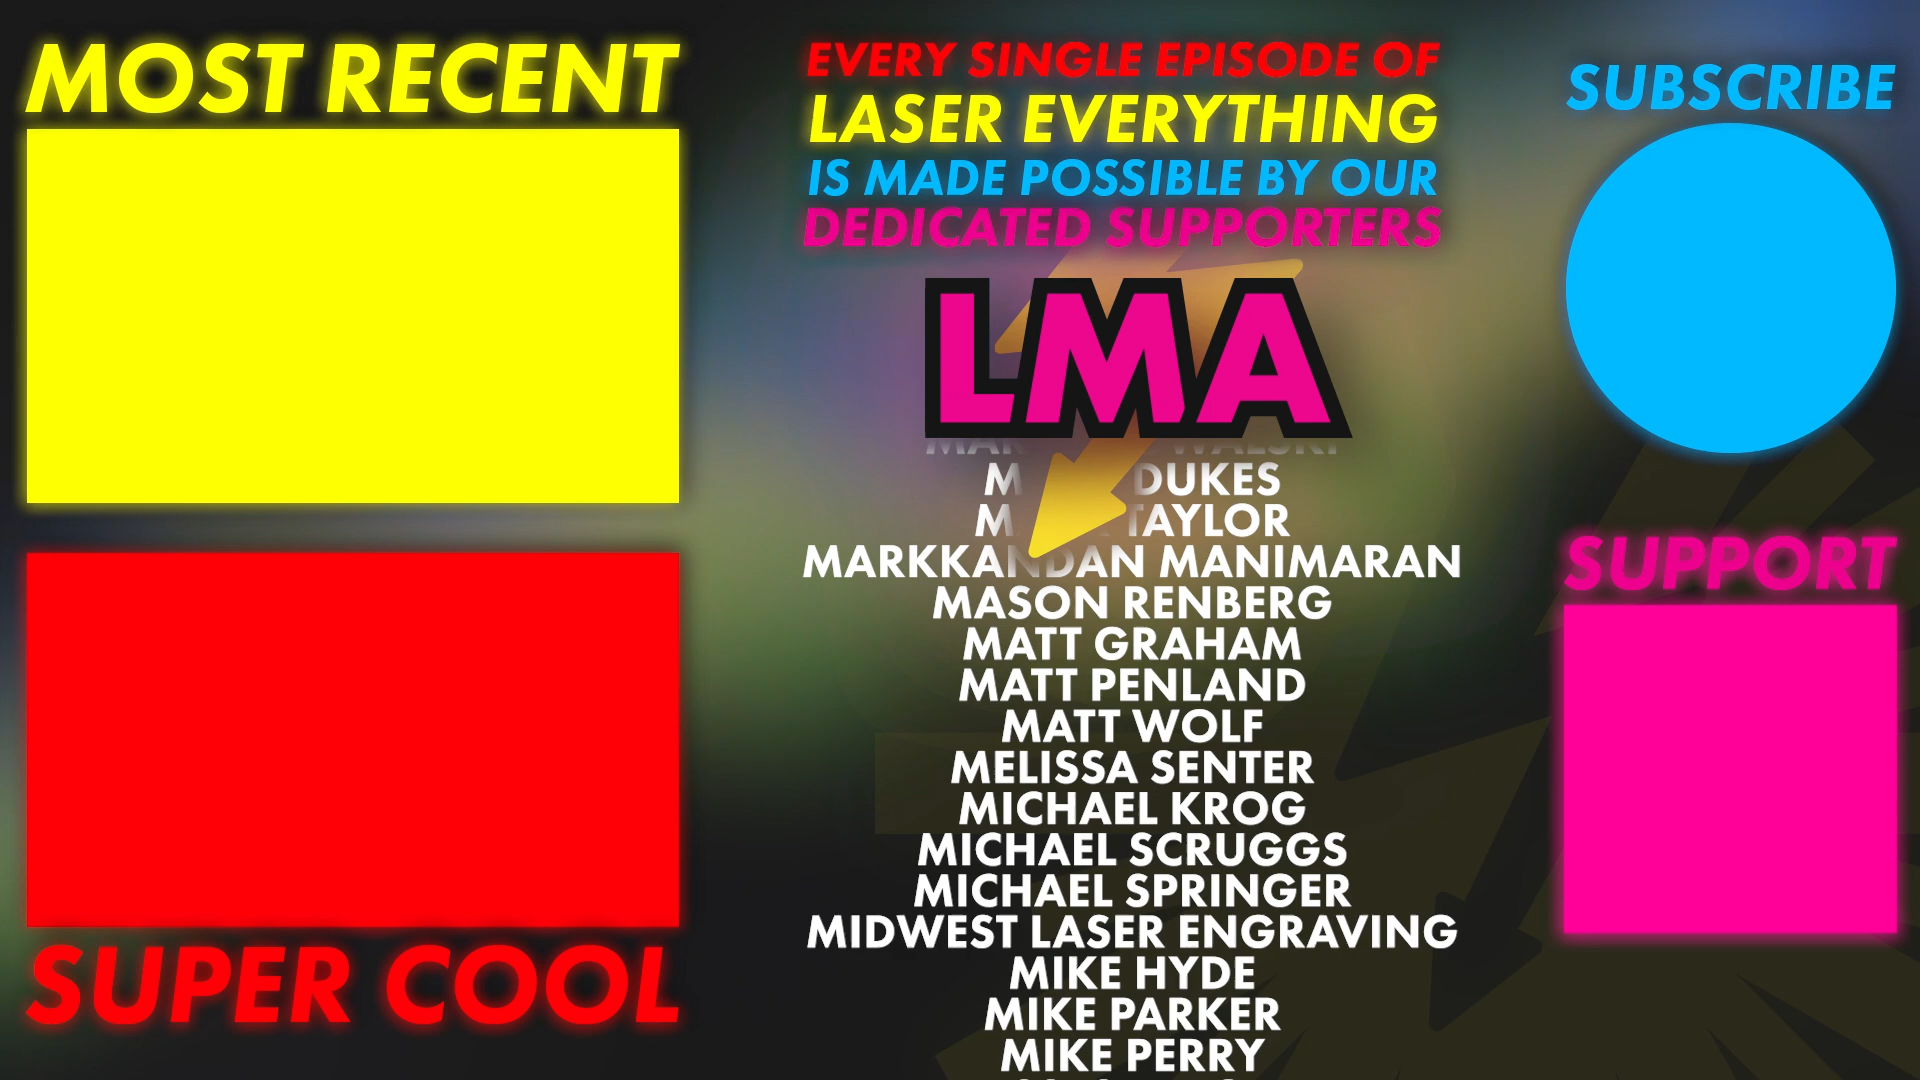 MOST RECENT
SUPER COOL
EVERY SINGLE EPISODE OF
LASER EVERYTHING
IS MADE POSSIBLE BY OUR
DEDICATED SUPPORTERS
LMA
DUKES
TAYLOR
MARKKANDAN MANIMARAN
MASON RENBERG
MATT GRAHAM
MATT PENLAND
MATT WOLF
MELISSA SENTER
MICHAEL KROG
MICHAEL SCRUGGS
MICHAEL SPRINGER
MIDWEST LASER ENGRAVING
MIKE HYDE
MIKE PARKER
MIKE PERRY
SUBSCRIBE
SUPPORT